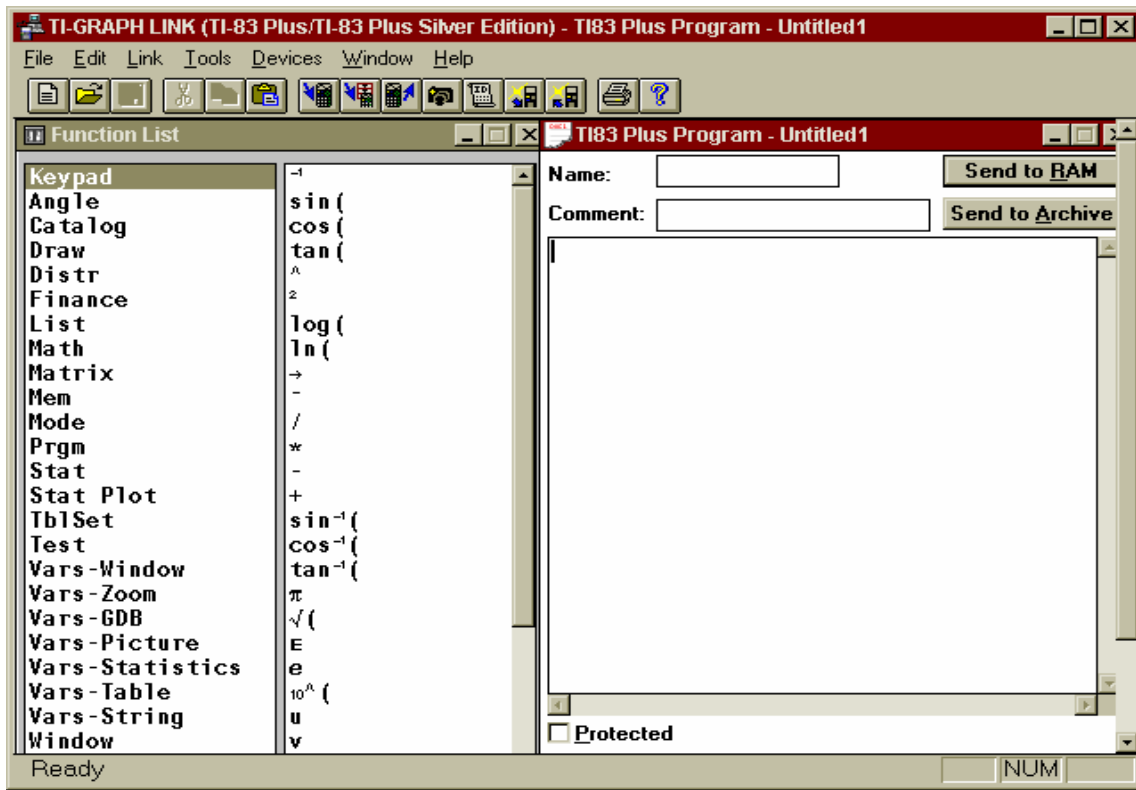 TI-GRAPH LINK (TI-83 Plus/TI-83 Plus Silver Edition) - TI83 Plus Program - Untitled1
File Edit Link Tools Devices Window Help
Function List
Keypad
Angle
Catalog
Draw
Distr
Finance
List
Math
Matrix
Mem
Mode
Prgm
Stat
Stat Plot
TblSet
Test
Vars-Window
Vars-Zoom
Vars-GDB
Vars-Picture
Vars-Statistics
Vars-Table
Vars-String
Window
⁻¹
sin(
cos(
tan(
^
²
log(
ln(
→
⁻
/
*
-
+
sin⁻¹(
cos⁻¹(
tan⁻¹(
π
√(
E
e
₁₀^(
u
v
TI83 Plus Program - Untitled1
Name:
Send to RAM
Comment:
Send to Archive
Protected
Ready
NUM